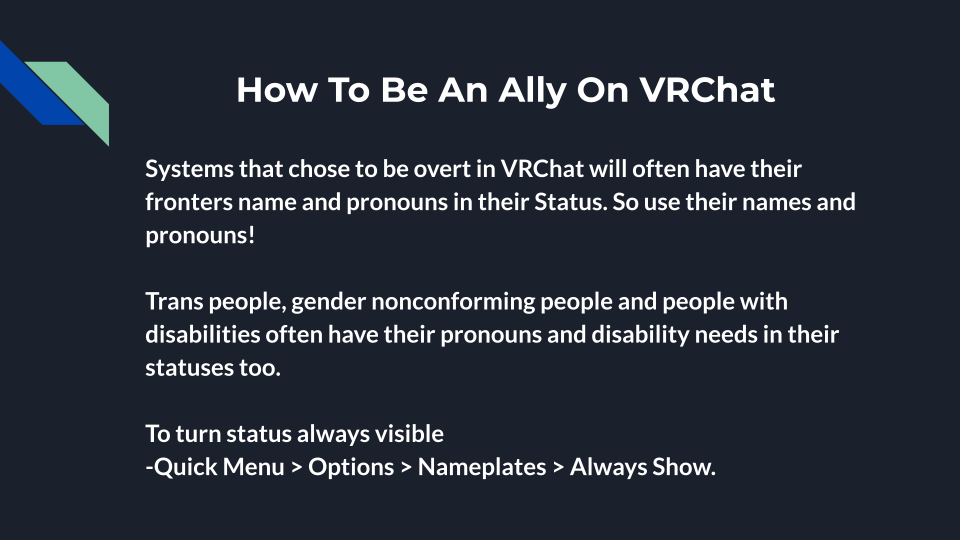 How To Be An Ally On VRChat
Systems that chose to be overt in VRChat will often have their
fronters name and pronouns in their Status. So use their names and
pronouns!
Trans people, gender nonconforming people and people with
disabilities often have their pronouns and disability needs in their
statuses too.
To turn status always visible
-Quick Menu > Options > Nameplates > Always Show.